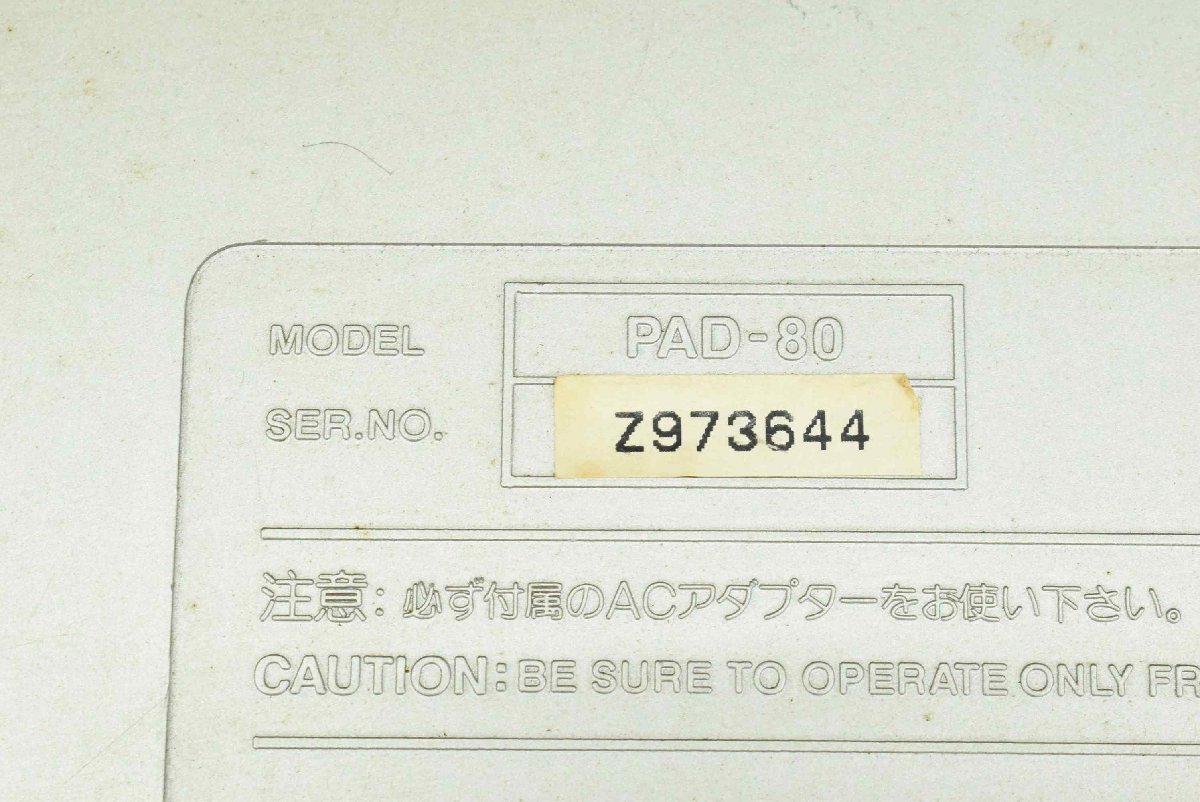 MODEL PAD-80
SER.NO. Z973644
注意: 必ず付属のACアダプターをお使い下さい。
CAUTION: BE SURE TO OPERATE ONLY